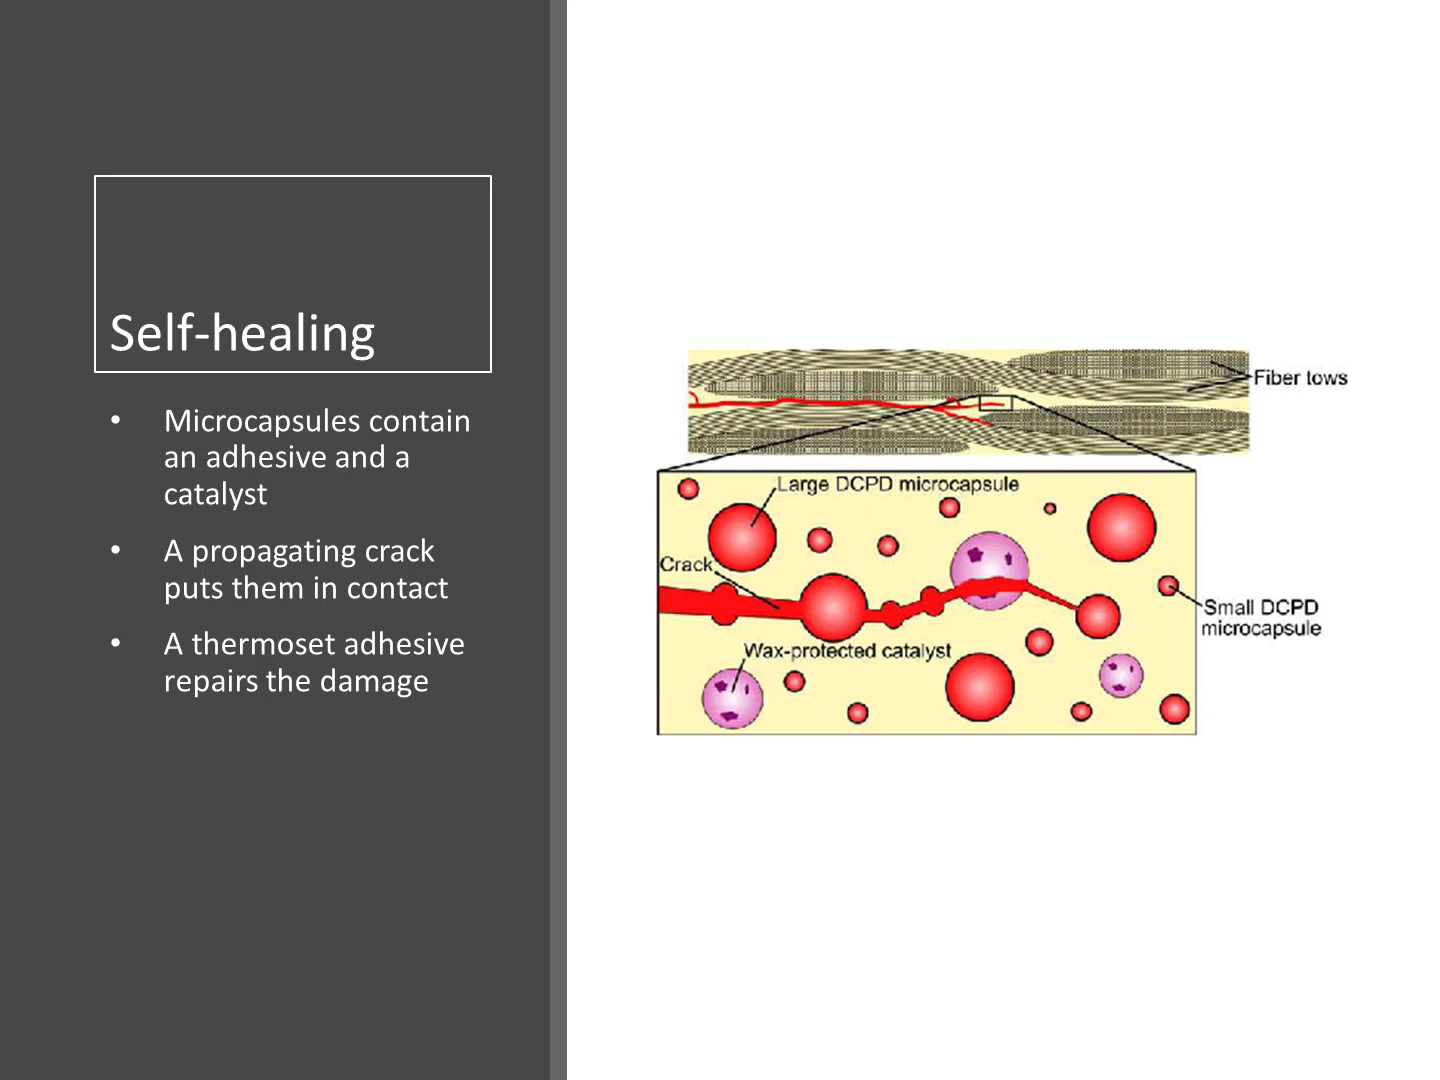 Self-healing
• Microcapsules contain
an adhesive and a
catalyst
• A propagating crack
puts them in contact
• A thermoset adhesive
repairs the damage
Fiber tows
Large DCPD microcapsule
Crack
Small DCPD
microcapsule
Wax-protected catalyst